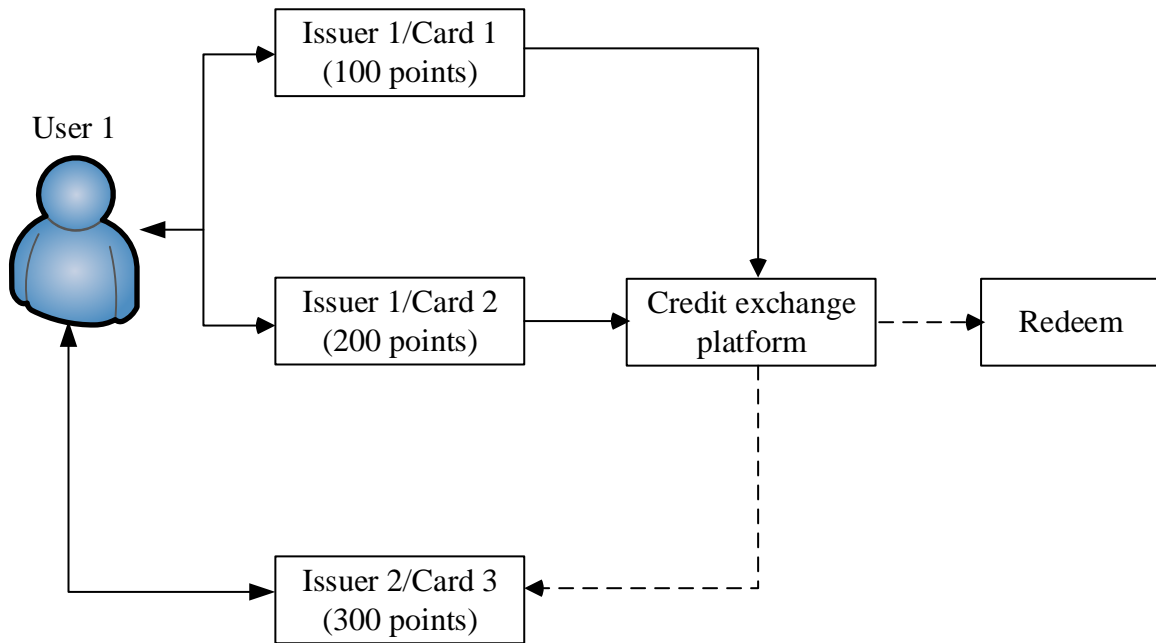 Issuer 1/Card 1
(100 points)
User 1
Issuer 1/Card 2
(200 points)
Credit exchange
platform
Redeem
Issuer 2/Card 3
(300 points)